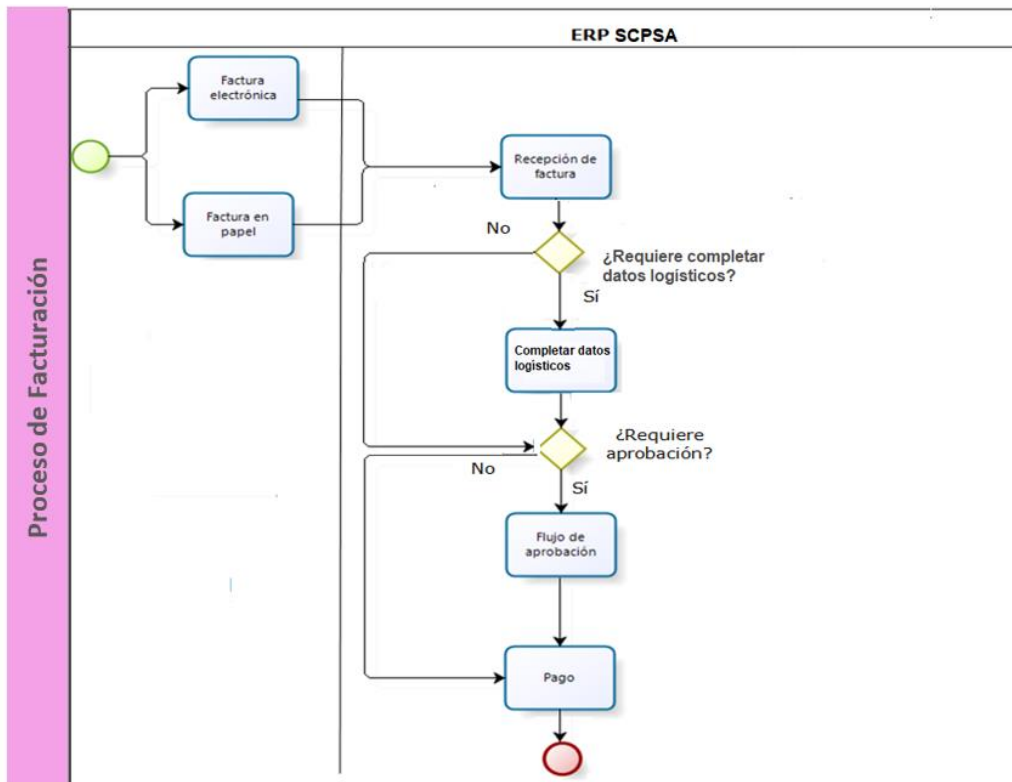 Proceso de Facturación
ERP SCPSA
Factura
electrónica
Factura en
papel
Recepción de
factura
No
¿Requiere completar
datos logísticos?
Sí
Completar datos
logísticos
¿Requiere
aprobación?
No
Sí
Flujo de
aprobación
Pago